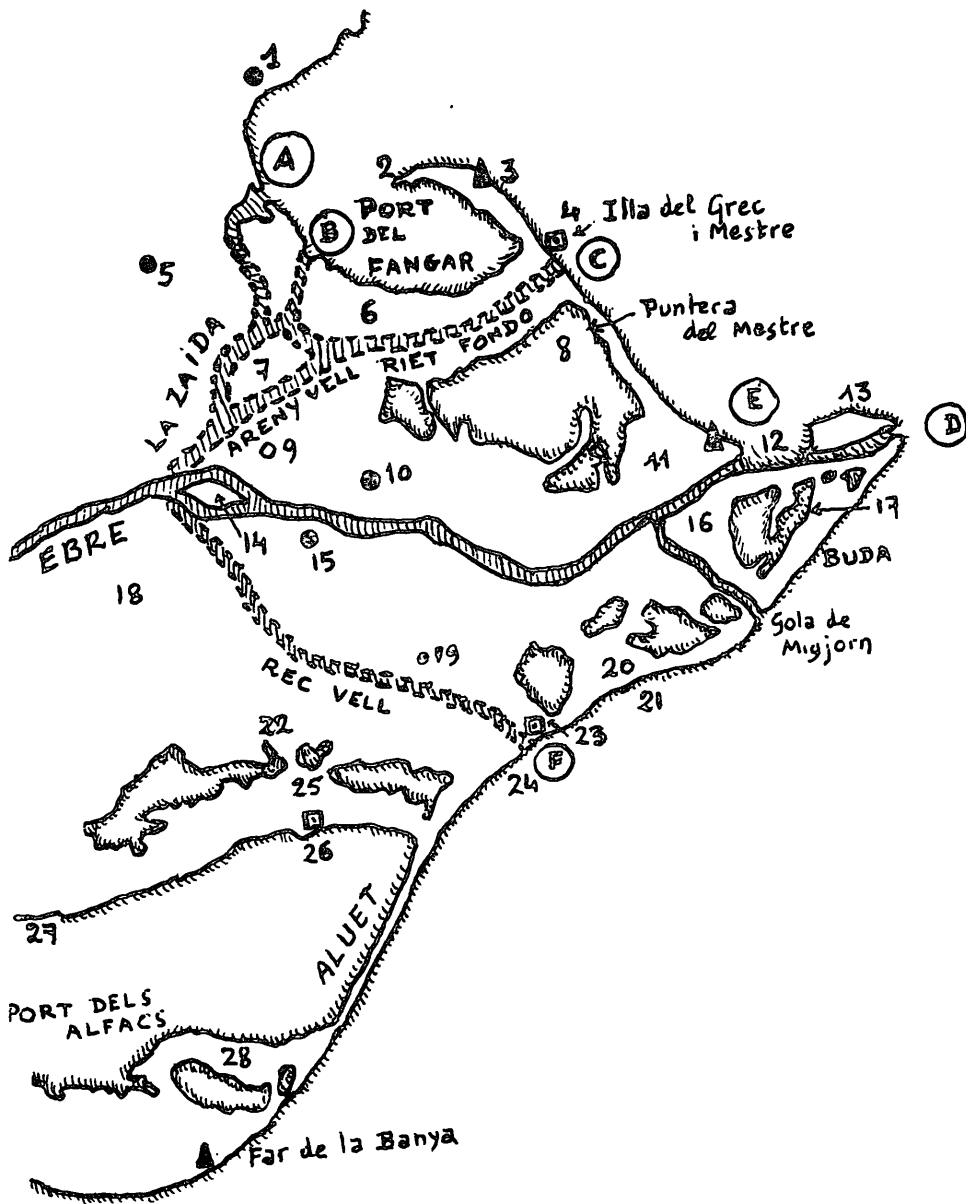 1
A
2
3
B
PORT
DEL
FANGAR
4
Illa del Grec
i Mestre
C
5
6
Puntera
del Mestre
LA ZAIDA
7
ARENY VELL
RIET FONDO
8
E
13
D
12
09
10
11
16
17
EBRE
14
15
BUDA
18
Gola de
Migjorn
19
20
21
REC VELL
22
23
F
24
25
26
27
ALUET
PORT DELS
ALFACS
28
Far de la Banya